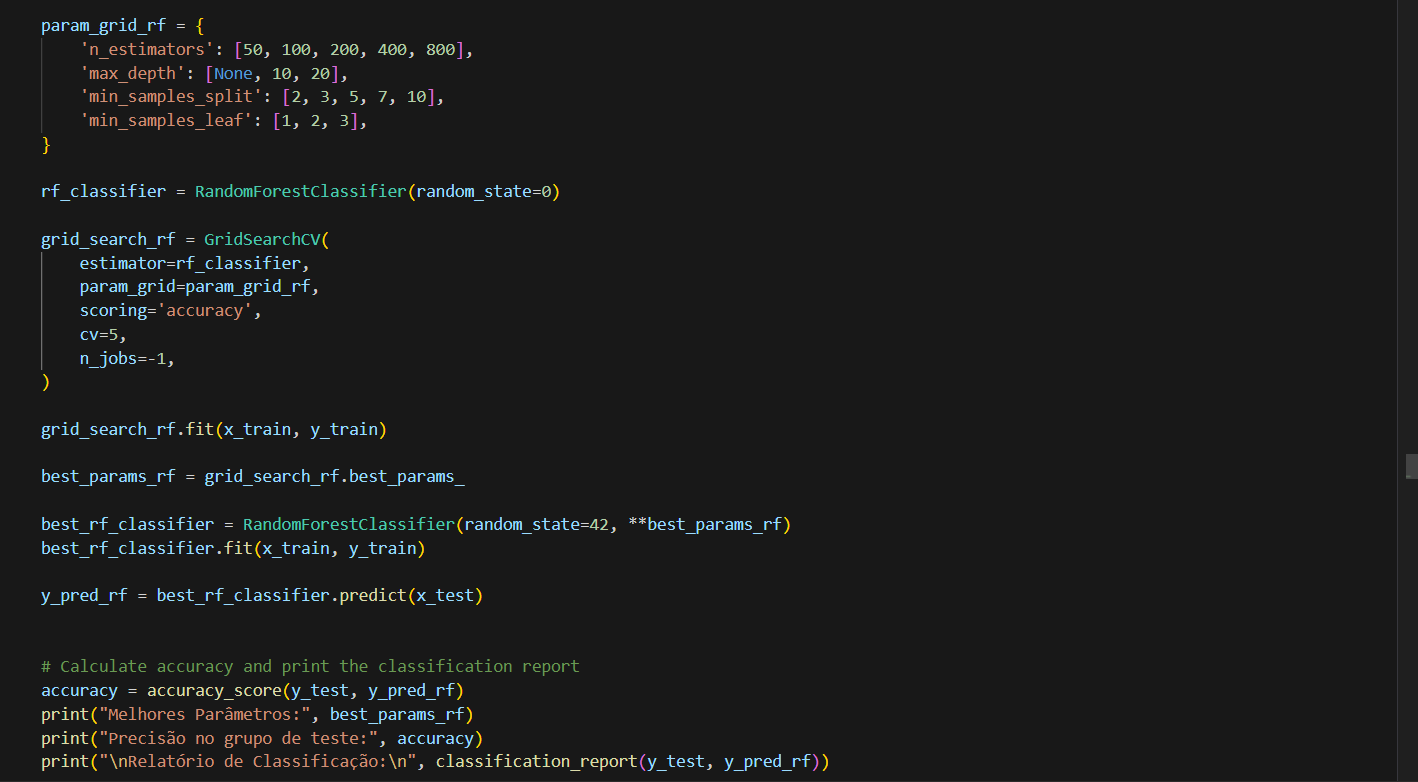 param_grid_rf = {
    'n_estimators': [50, 100, 200, 400, 800],
    'max_depth': [None, 10, 20],
    'min_samples_split': [2, 3, 5, 7, 10],
    'min_samples_leaf': [1, 2, 3],
}
rf_classifier = RandomForestClassifier(random_state=0)
grid_search_rf = GridSearchCV(
    estimator=rf_classifier,
    param_grid=param_grid_rf,
    scoring='accuracy',
    cv=5,
    n_jobs=-1,
)
grid_search_rf.fit(x_train, y_train)
best_params_rf = grid_search_rf.best_params_
best_rf_classifier = RandomForestClassifier(random_state=42, **best_params_rf)
best_rf_classifier.fit(x_train, y_train)
y_pred_rf = best_rf_classifier.predict(x_test)
# Calculate accuracy and print the classification report
accuracy = accuracy_score(y_test, y_pred_rf)
print("Melhores Parâmetros:", best_params_rf)
print("Precisão no grupo de teste:", accuracy)
print("\nRelatório de Classificação:\n", classification_report(y_test, y_pred_rf))